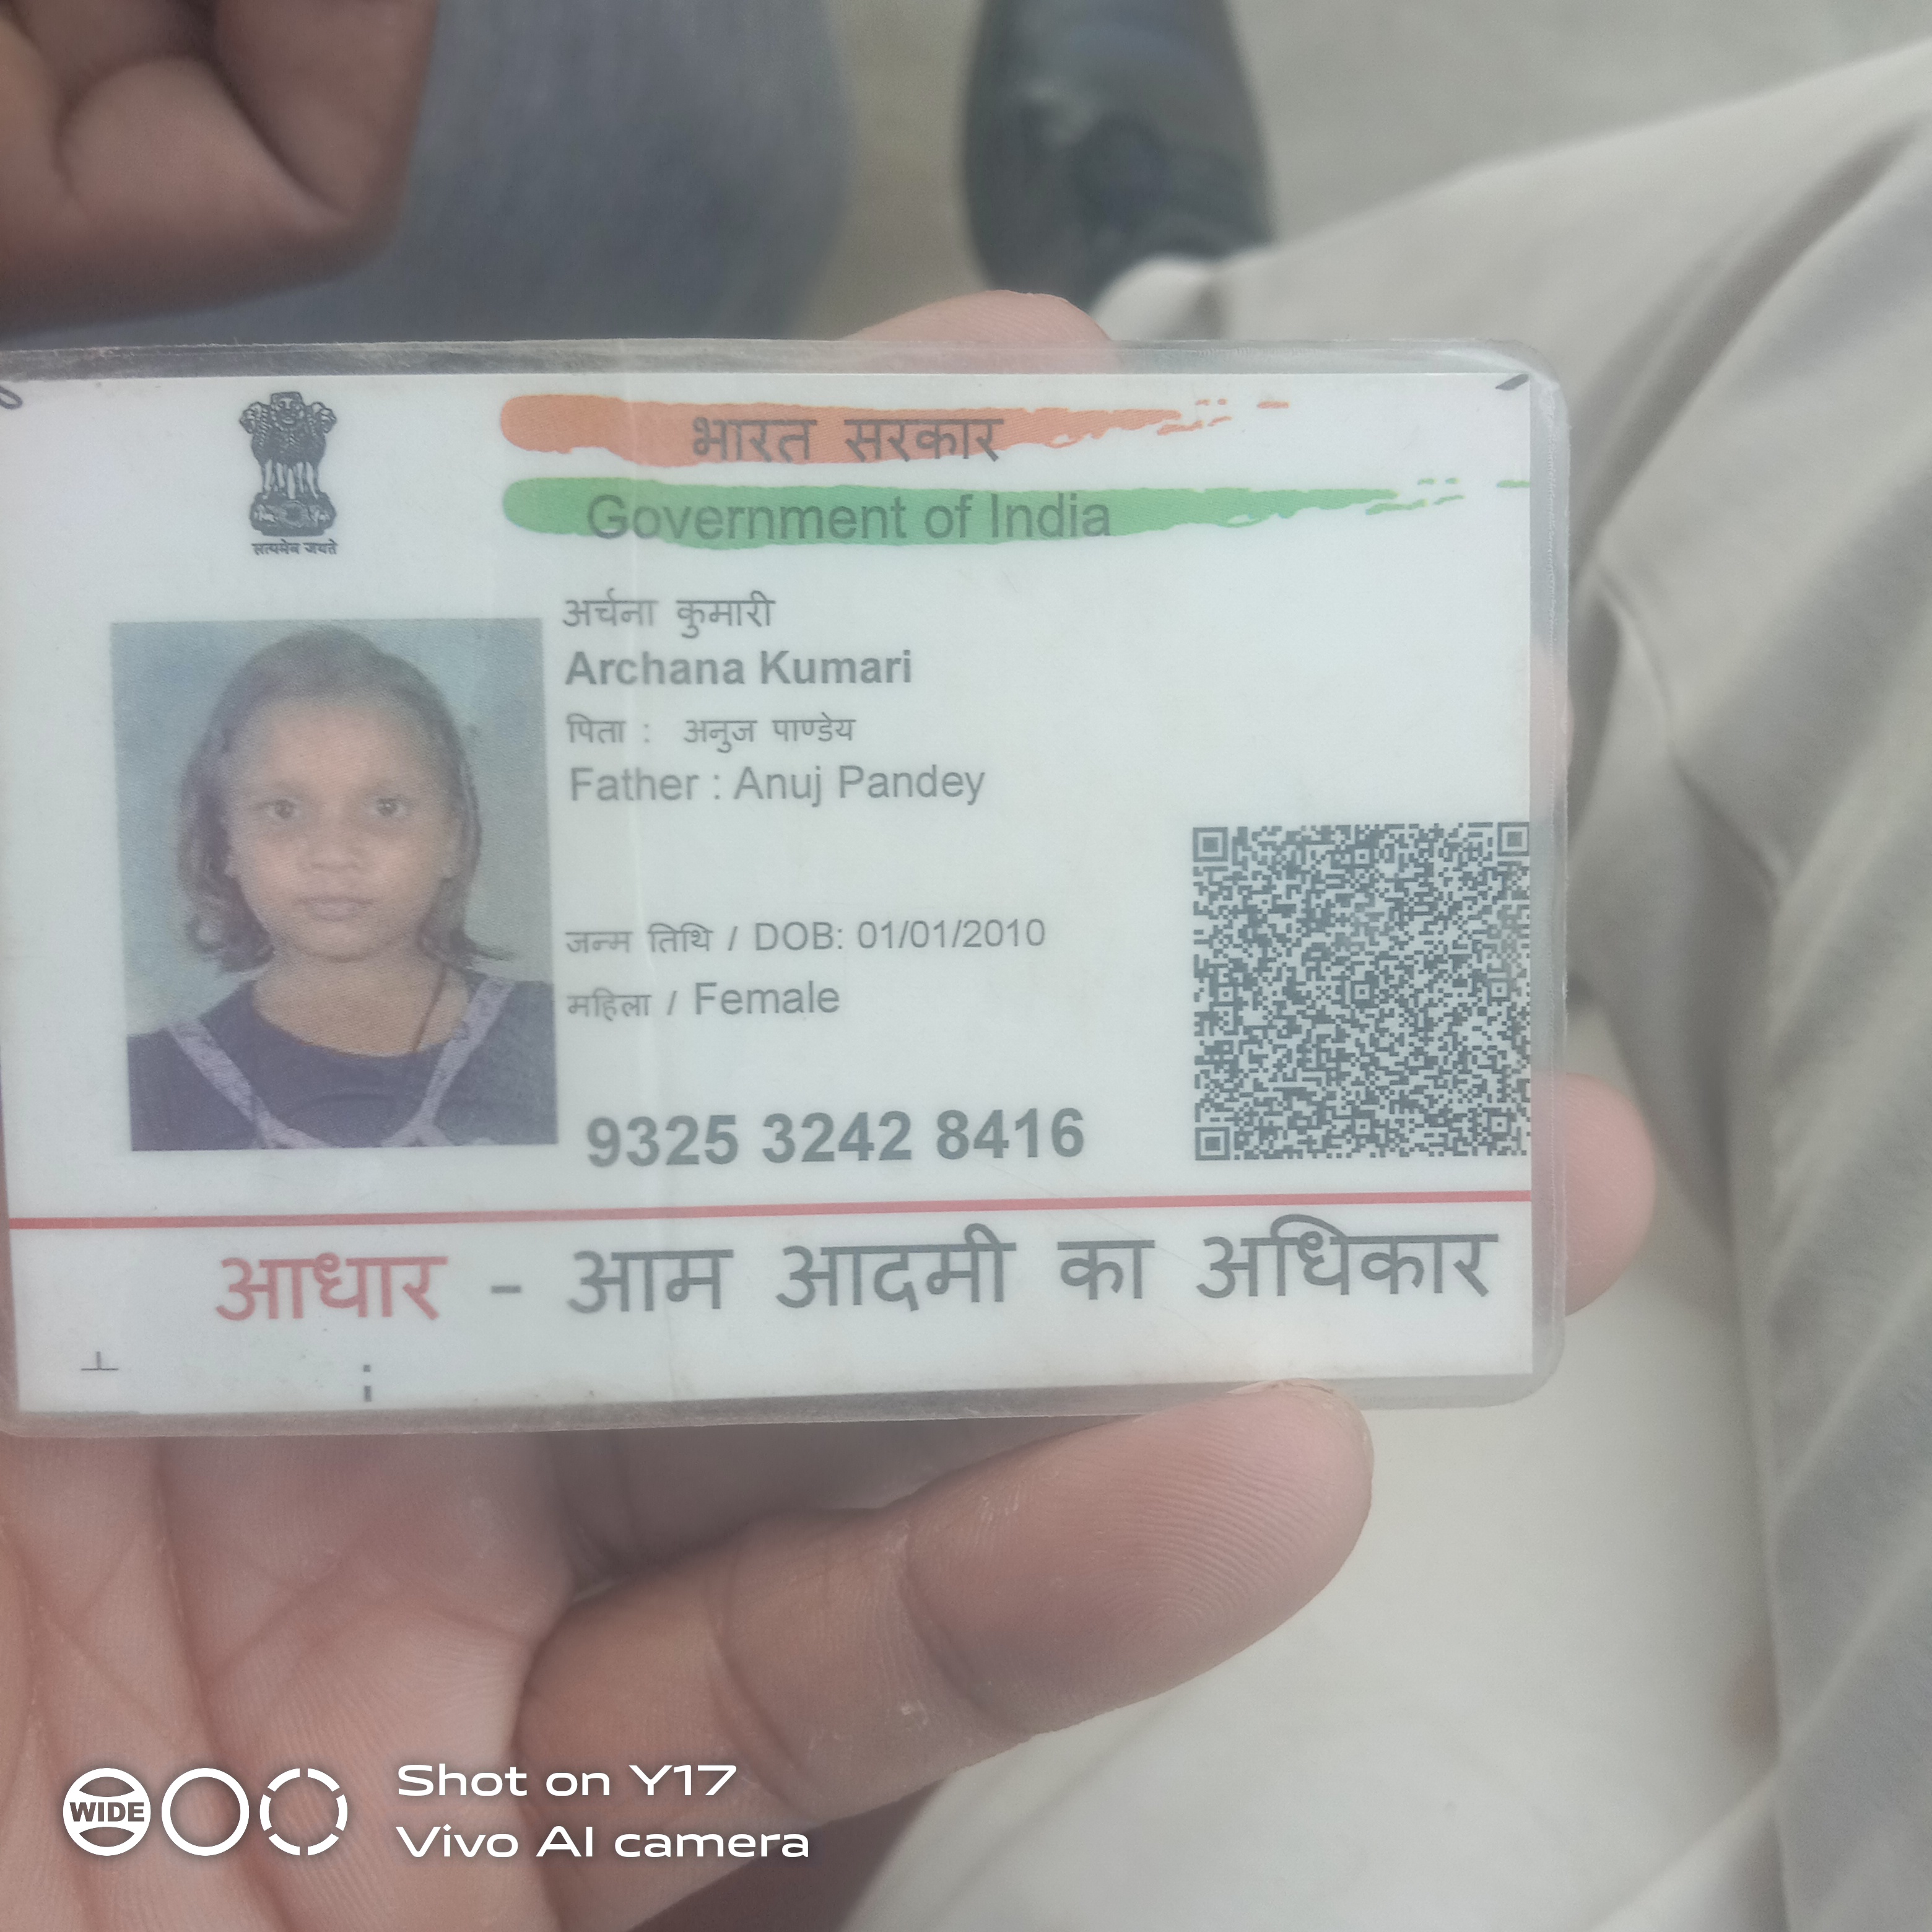 सत्यमेव जयते
भारत सरकार
Government of India
अर्चना कुमारी
Archana Kumari
पिता : अनुज पाण्डेय
Father : Anuj Pandey
जन्म तिथि / DOB: 01/01/2010
महिला / Female
9325 3242 8416
आधार - आम आदमी का अधिकार
WIDE
Shot on Y17
Vivo AI camera